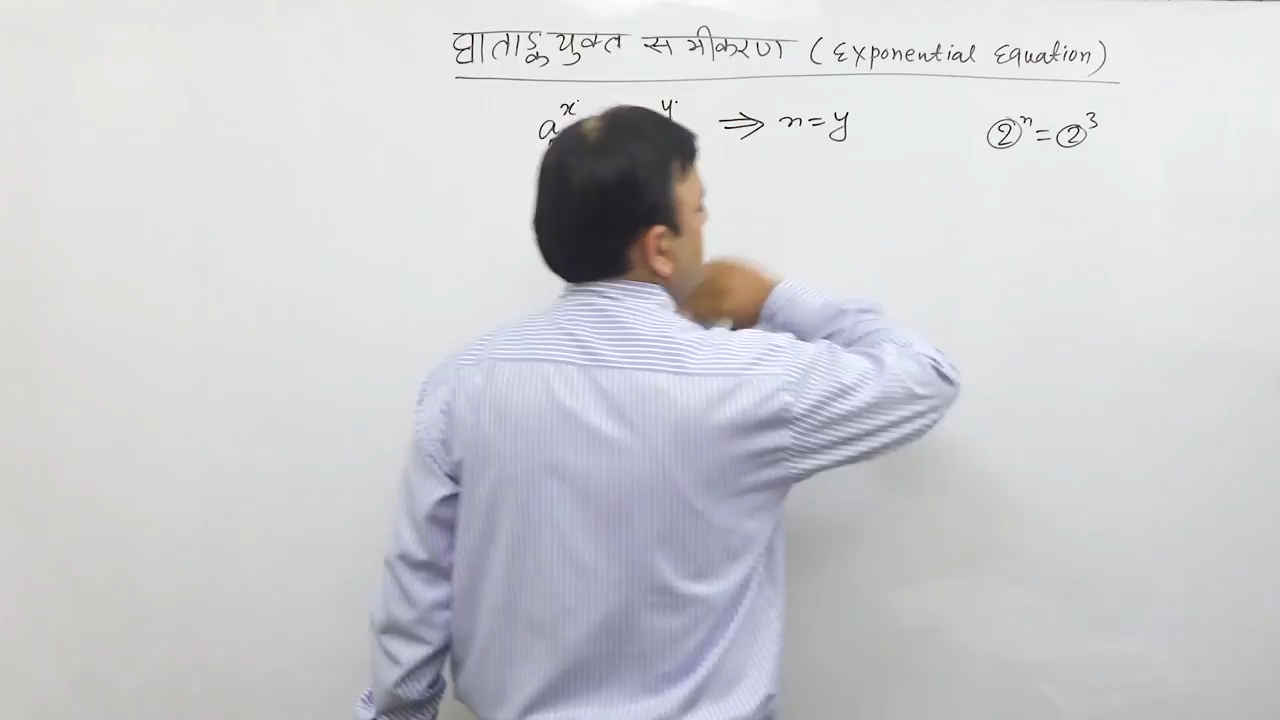 घाताङ्कयुक्त समीकरण (Exponential Equation)
a^x y ⇒ x=y 2^x=2^3